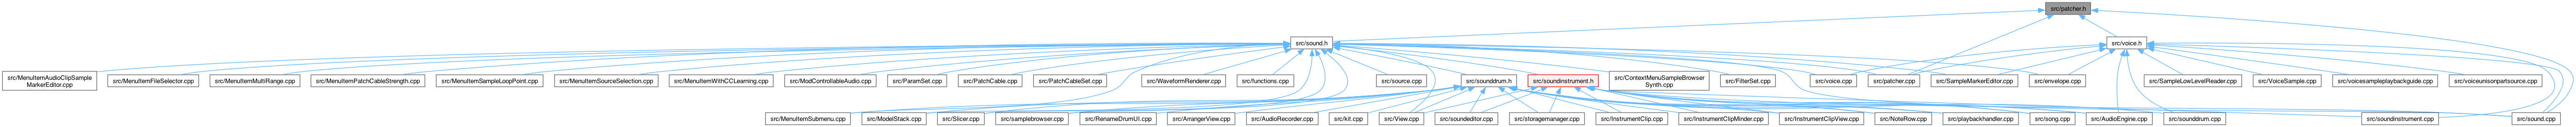 src/patcher.h
src/sound.h
src/voice.h
src/MenuItemAudioClipSample
MarkerEditor.cpp
src/MenuItemFileSelector.cpp
src/MenuItemMultiRange.cpp
src/MenuItemPatchCableStrength.cpp
src/MenuItemSampleLoopPoint.cpp
src/MenuItemSourceSelection.cpp
src/MenuItemWithCCLearning.cpp
src/ModControllableAudio.cpp
src/ParamSet.cpp
src/PatchCable.cpp
src/PatchCableSet.cpp
src/WaveformRenderer.cpp
src/functions.cpp
src/source.cpp
src/sounddrum.h
src/soundinstrument.h
src/ContextMenuSampleBrowser
Synth.cpp
src/FilterSet.cpp
src/voice.cpp
src/patcher.cpp
src/SampleMarkerEditor.cpp
src/envelope.cpp
src/SampleLowLevelReader.cpp
src/VoiceSample.cpp
src/voicesampleplaybackguide.cpp
src/voiceunisonpartsource.cpp
src/MenuItemSubmenu.cpp
src/ModelStack.cpp
src/Slicer.cpp
src/samplebrowser.cpp
src/RenameDrumUI.cpp
src/ArrangerView.cpp
src/AudioRecorder.cpp
src/kit.cpp
src/View.cpp
src/soundeditor.cpp
src/storagemanager.cpp
src/InstrumentClip.cpp
src/InstrumentClipMinder.cpp
src/InstrumentClipView.cpp
src/NoteRow.cpp
src/playbackhandler.cpp
src/song.cpp
src/AudioEngine.cpp
src/sounddrum.cpp
src/soundinstrument.cpp
src/sound.cpp